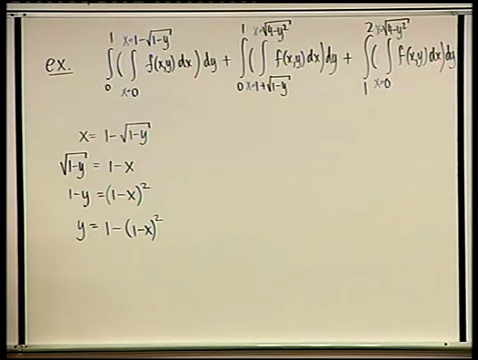 ex. ∫₀¹ ( ∫_{x=0}^{x=1-√(1-y)} f(x,y) dx ) dy + ∫₀¹ ( ∫_{x=1+√(1-y)}^{x=√(4-y²)} f(x,y) dx ) dy + ∫₁² ( ∫_{x=0}^{x=√(4-y²)} f(x,y) dx ) dy
x = 1 - √(1-y)
√(1-y) = 1 - x
1 - y = (1-x)²
y = 1 - (1-x)²